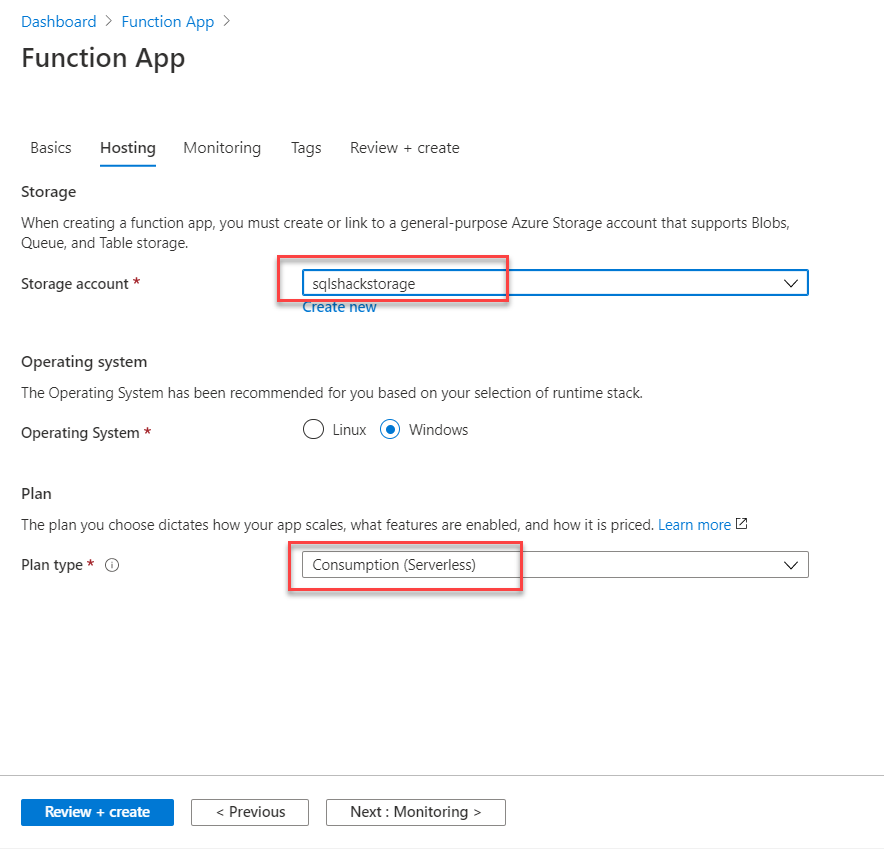 Dashboard > Function App >
Function App
Basics Hosting Monitoring Tags Review + create
Storage
When creating a function app, you must create or link to a general-purpose Azure Storage account that supports Blobs,
Queue, and Table storage.
Storage account * sqlshackstorage
Create new
Operating system
The Operating System has been recommended for you based on your selection of runtime stack.
Operating System * Linux Windows
Plan
The plan you choose dictates how your app scales, what features are enabled, and how it is priced. Learn more
Plan type * Consumption (Serverless)
Review + create < Previous Next : Monitoring >